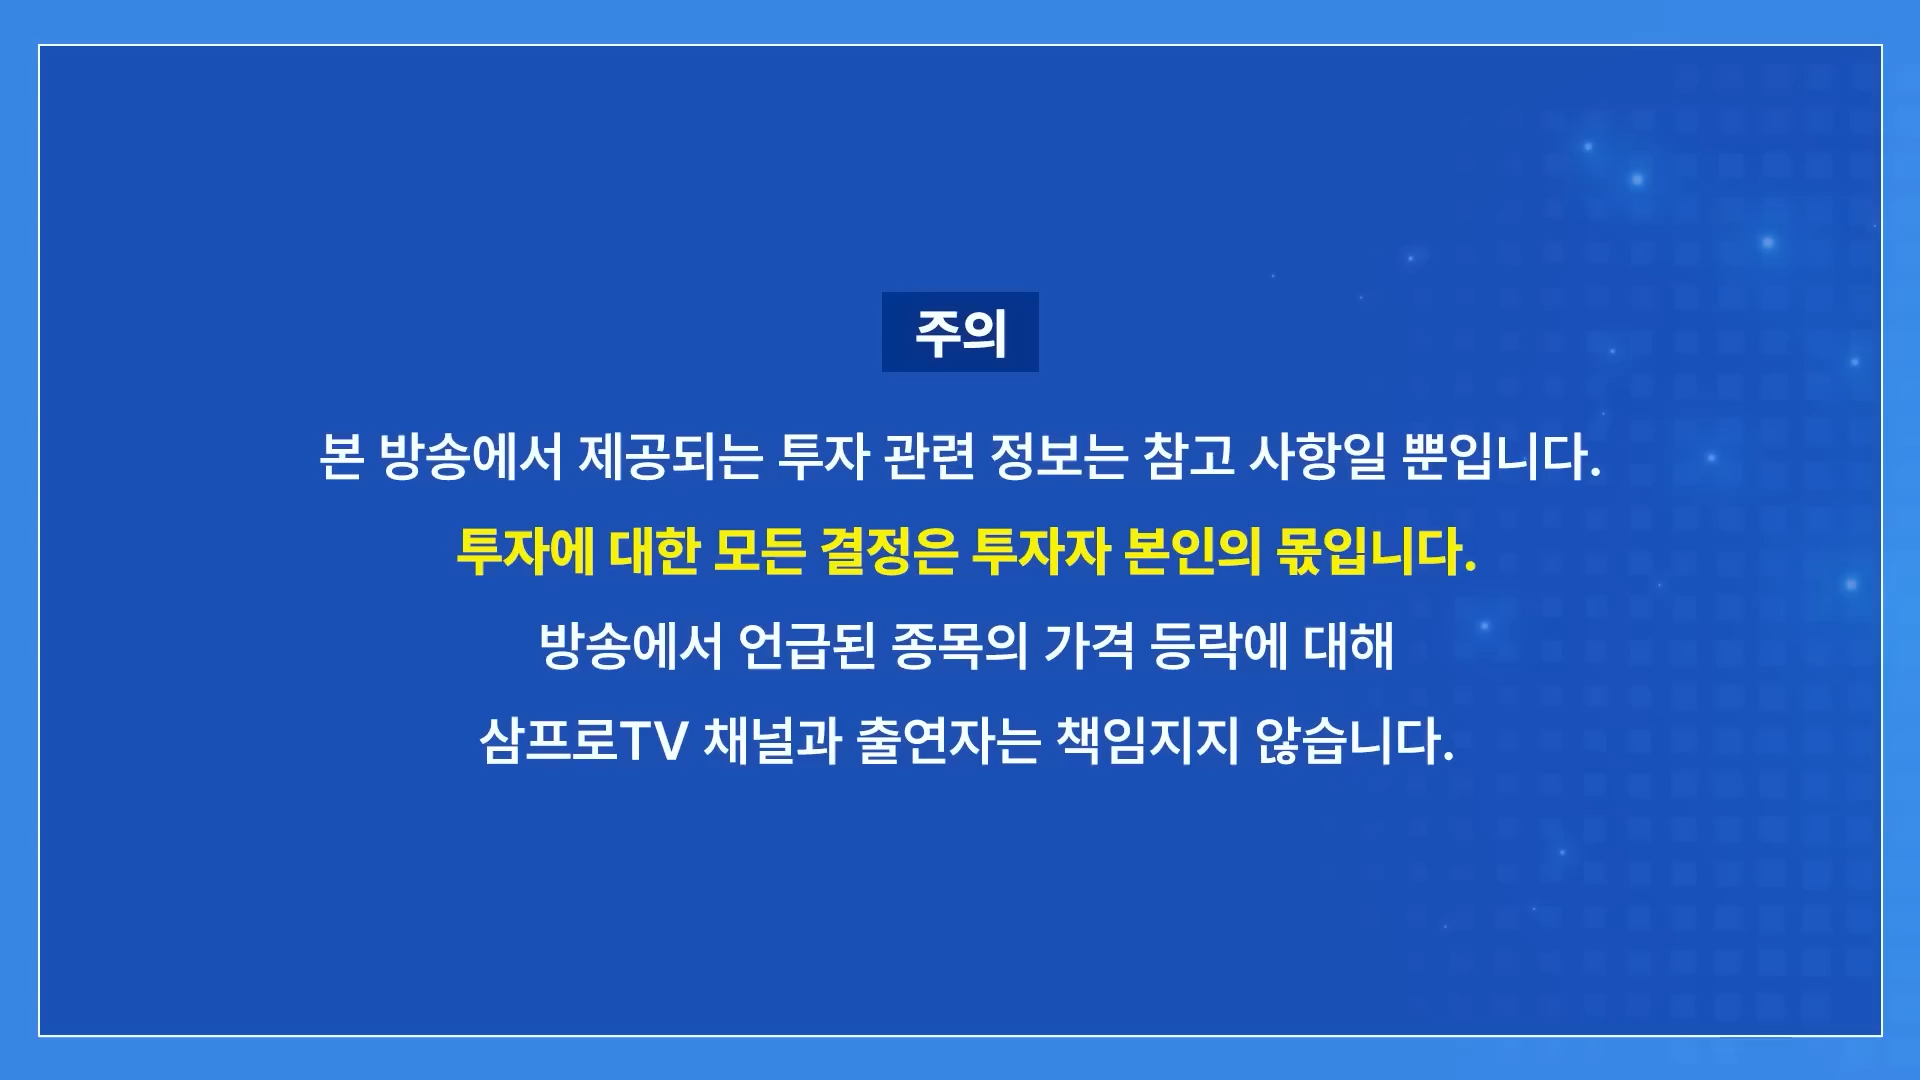 주의
본 방송에서 제공되는 투자 관련 정보는 참고 사항일 뿐입니다.
투자에 대한 모든 결정은 투자자 본인의 몫입니다.
방송에서 언급된 종목의 가격 등락에 대해
삼프로TV 채널과 출연자는 책임지지 않습니다.